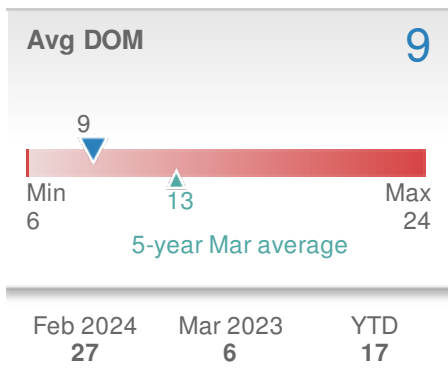 Avg DOM 9
9
Min 13 Max
6 24
5-year Mar average
Feb 2024 Mar 2023 YTD
27 6 17